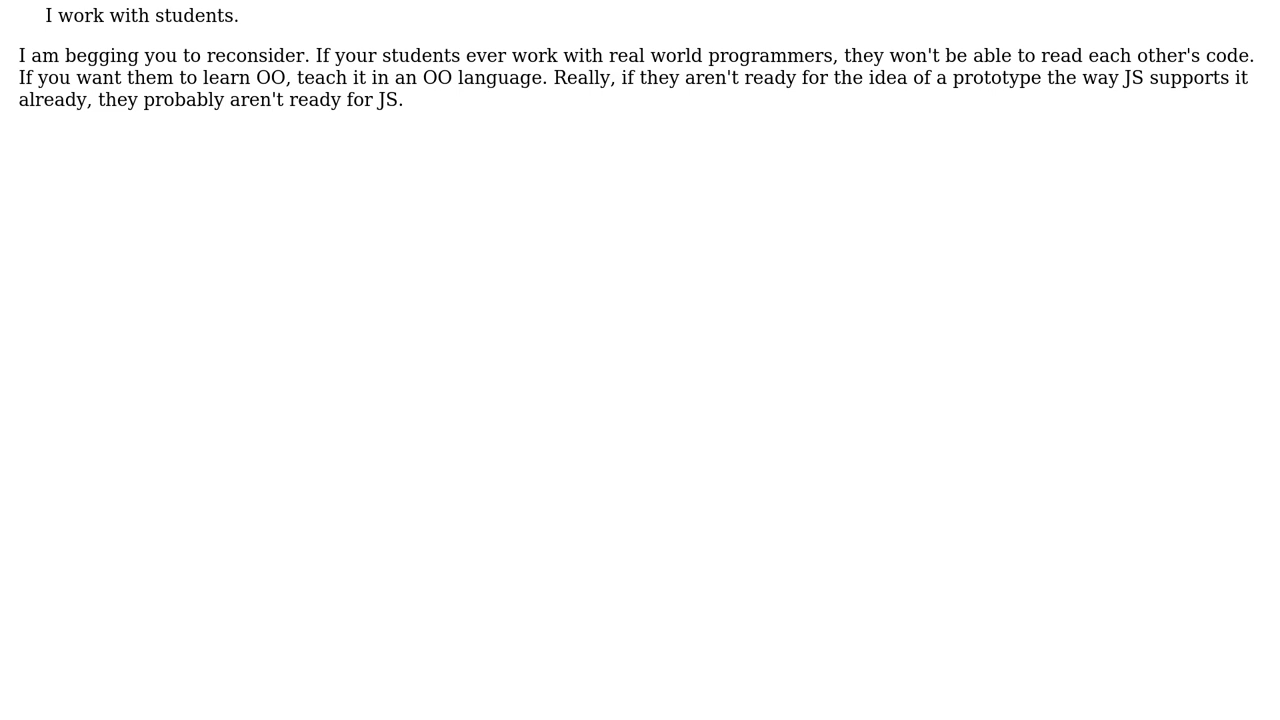 I work with students.
I am begging you to reconsider. If your students ever work with real world programmers, they won't be able to read each other's code.
If you want them to learn OO, teach it in an OO language. Really, if they aren't ready for the idea of a prototype the way JS supports it
already, they probably aren't ready for JS.